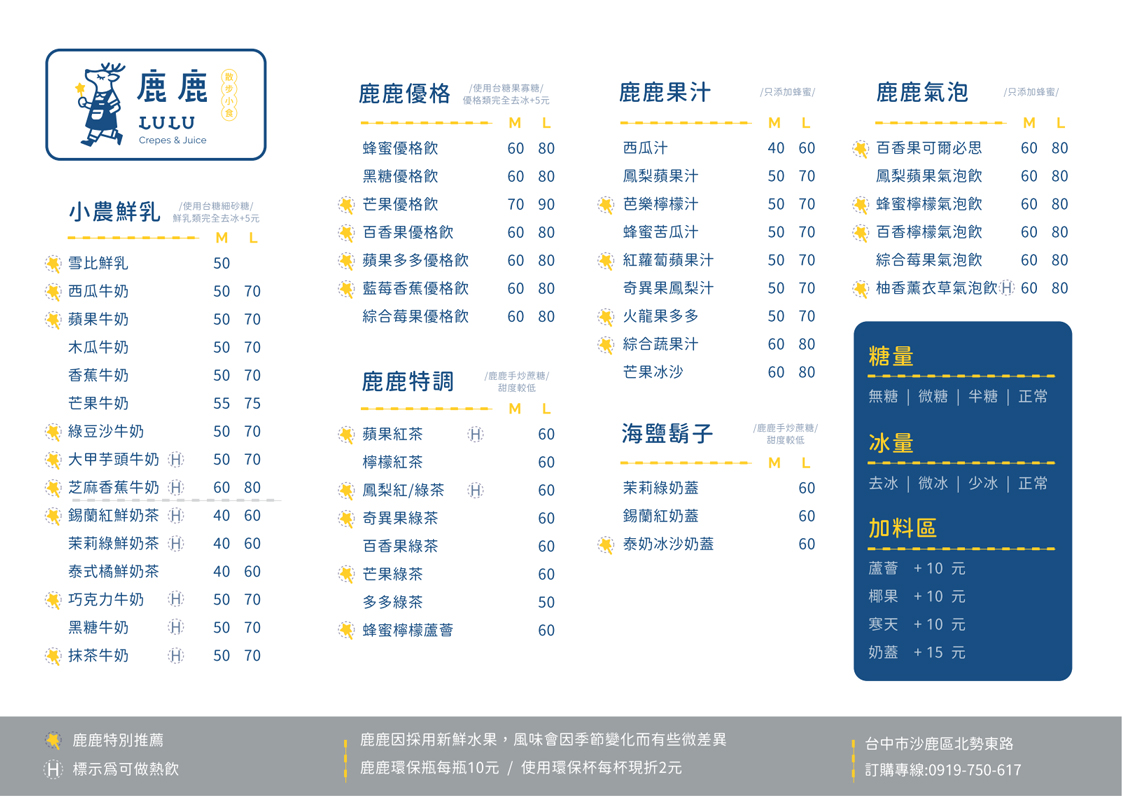 鹿鹿
散步小食
LULU
Crepes & Juice
小農鮮乳 /使用台糖細砂糖/
鮮乳類完全去冰+5元
M L
雪比鮮乳 50
西瓜牛奶 50 70
蘋果牛奶 50 70
木瓜牛奶 50 70
香蕉牛奶 50 70
芒果牛奶 55 75
綠豆沙牛奶 50 70
大甲芋頭牛奶 H 50 70
芝麻香蕉牛奶 H 60 80
錫蘭紅鮮奶茶 H 40 60
茉莉綠鮮奶茶 H 40 60
泰式橘鮮奶茶 40 60
巧克力牛奶 H 50 70
黑糖牛奶 H 50 70
抹茶牛奶 H 50 70
鹿鹿優格 /使用台糖果寡糖/
優格類完全去冰+5元
M L
蜂蜜優格飲 60 80
黑糖優格飲 60 80
芒果優格飲 70 90
百香果優格飲 60 80
蘋果多多優格飲 60 80
藍莓香蕉優格飲 60 80
綜合莓果優格飲 60 80
鹿鹿特調 /鹿鹿手炒蔗糖/
甜度較低
M L
蘋果紅茶 H 60
檸檬紅茶 60
鳳梨紅/綠茶 H 60
奇異果綠茶 60
百香果綠茶 60
芒果綠茶 60
多多綠茶 50
蜂蜜檸檬蘆薈 60
鹿鹿果汁 /只添加蜂蜜/
M L
西瓜汁 40 60
鳳梨蘋果汁 50 70
芭樂檸檬汁 50 70
蜂蜜苦瓜汁 50 70
紅蘿蔔蘋果汁 50 70
奇異果鳳梨汁 50 70
火龍果多多 50 70
綜合蔬果汁 60 80
芒果冰沙 60 80
海鹽鬍子 /鹿鹿手炒蔗糖/
甜度較低
M L
茉莉綠奶蓋 60
錫蘭紅奶蓋 60
泰奶冰沙奶蓋 60
鹿鹿氣泡 /只添加蜂蜜/
M L
百香果可爾必思 60 80
鳳梨蘋果氣泡飲 50 70
蜂蜜檸檬氣泡飲 60 80
百香檸檬氣泡飲 60 80
綜合莓果氣泡飲 60 80
柚香薰衣草氣泡飲 H 60 80
糖量
無糖 | 微糖 | 半糖 | 正常
冰量
去冰 | 微冰 | 少冰 | 正常
加料區
蘆薈 +10 元
椰果 +10 元
寒天 +10 元
奶蓋 +15 元
鹿鹿特別推薦
H 標示爲可做熱飲
鹿鹿因採用新鮮水果，風味會因季節變化而有些微差異
鹿鹿環保瓶每瓶10元 / 使用環保杯每杯現折2元
台中市沙鹿區北勢東路
訂購專線:0919-750-617